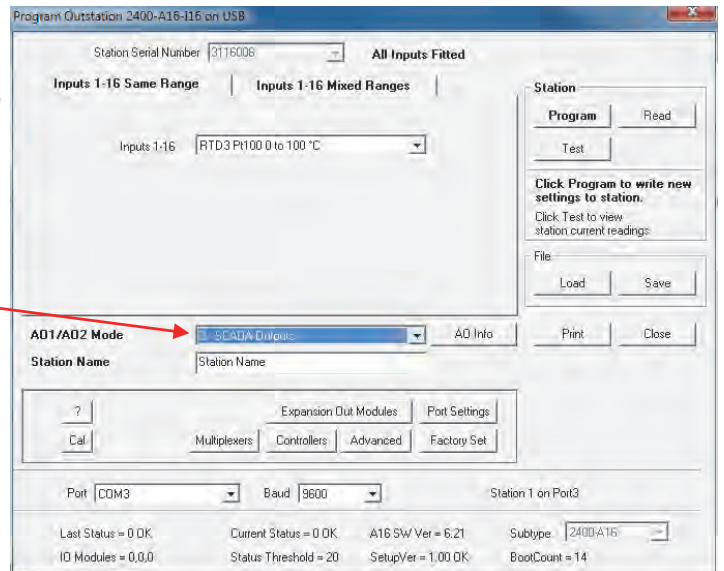 Program Outstation 2400-A16-I16 on USB
Station Serial Number 3116006 All Inputs Fitted
Inputs 1-16 Same Range Inputs 1-16 Mixed Ranges
Inputs 1-16 RTD3 Pt100 0 to 100 °C
Station
Program Read
Test
Click Program to write new
settings to station.
Click Test to view
station current readings
File
Load Save
AO1/AO2 Mode SCADA Outputs AO Info Print Close
Station Name Station Name
? Expansion Out Modules Port Settings
Cal Multiplexers Controllers Advanced Factory Set
Port COM3 Baud 9600 Station 1 on Port3
Last Status = 0 OK Current Status = 0 OK A16 SW Ver = 6.21 Subtype 2400-A16
IO Modules = 0,0,0 Status Threshold = 20 SetupVer = 1.00 OK BootCount = 14